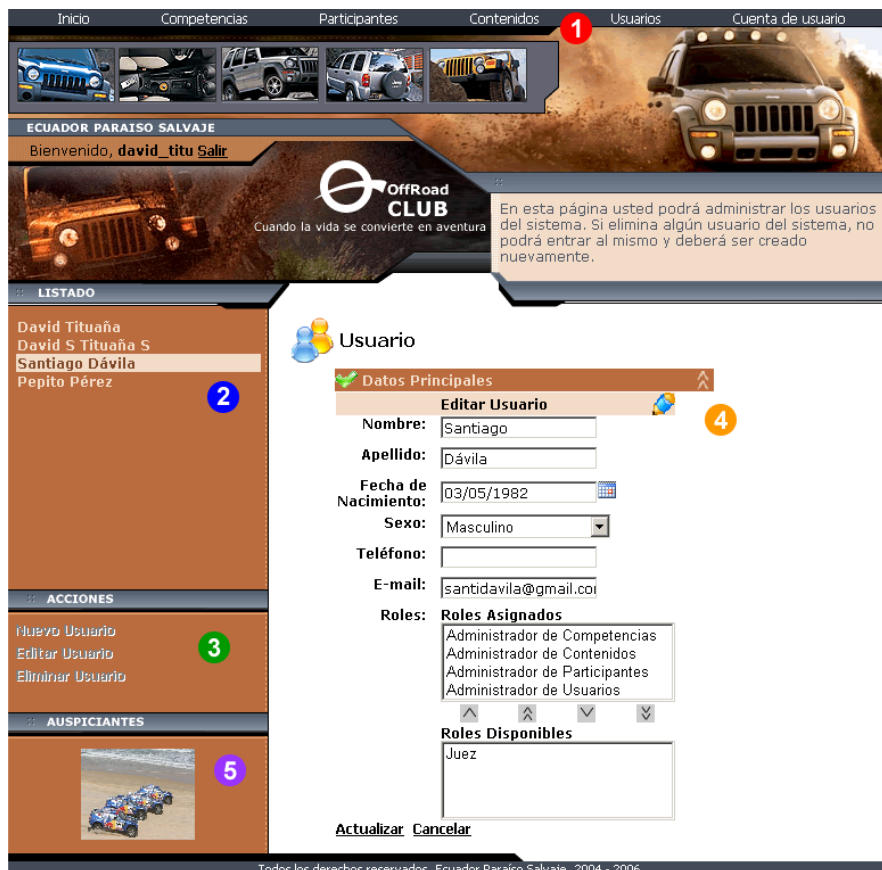 Inicio Competencias Participantes Contenidos Usuarios Cuenta de usuario
1
ECUADOR PARAISO SALVAJE
Bienvenido, david_titu Salir
OffRoad
CLUB
Cuando la vida se convierte en aventura
En esta página usted podrá administrar los usuarios
del sistema. Si elimina algún usuario del sistema, no
podrá entrar al mismo y deberá ser creado
nuevamente.
LISTADO
David Tituaña
David S Tituaña S
Santiago Dávila
Pepito Pérez
2
Usuario
Datos Principales
Editar Usuario
4
Nombre: Santiago
Apellido: Dávila
Fecha de
Nacimiento: 03/05/1982
Sexo: Masculino
Teléfono:
E-mail: santidavila@gmail.co
Roles: Roles Asignados
Administrador de Competencias
Administrador de Contenidos
Administrador de Participantes
Administrador de Usuarios
Roles Disponibles
Juez
Actualizar Cancelar
ACCIONES
Nuevo Usuario
Editar Usuario
Eliminar Usuario
3
AUSPICIANTES
5
Todos los derechos reservados. Ecuador Paraíso Salvaje. 2004 - 2006